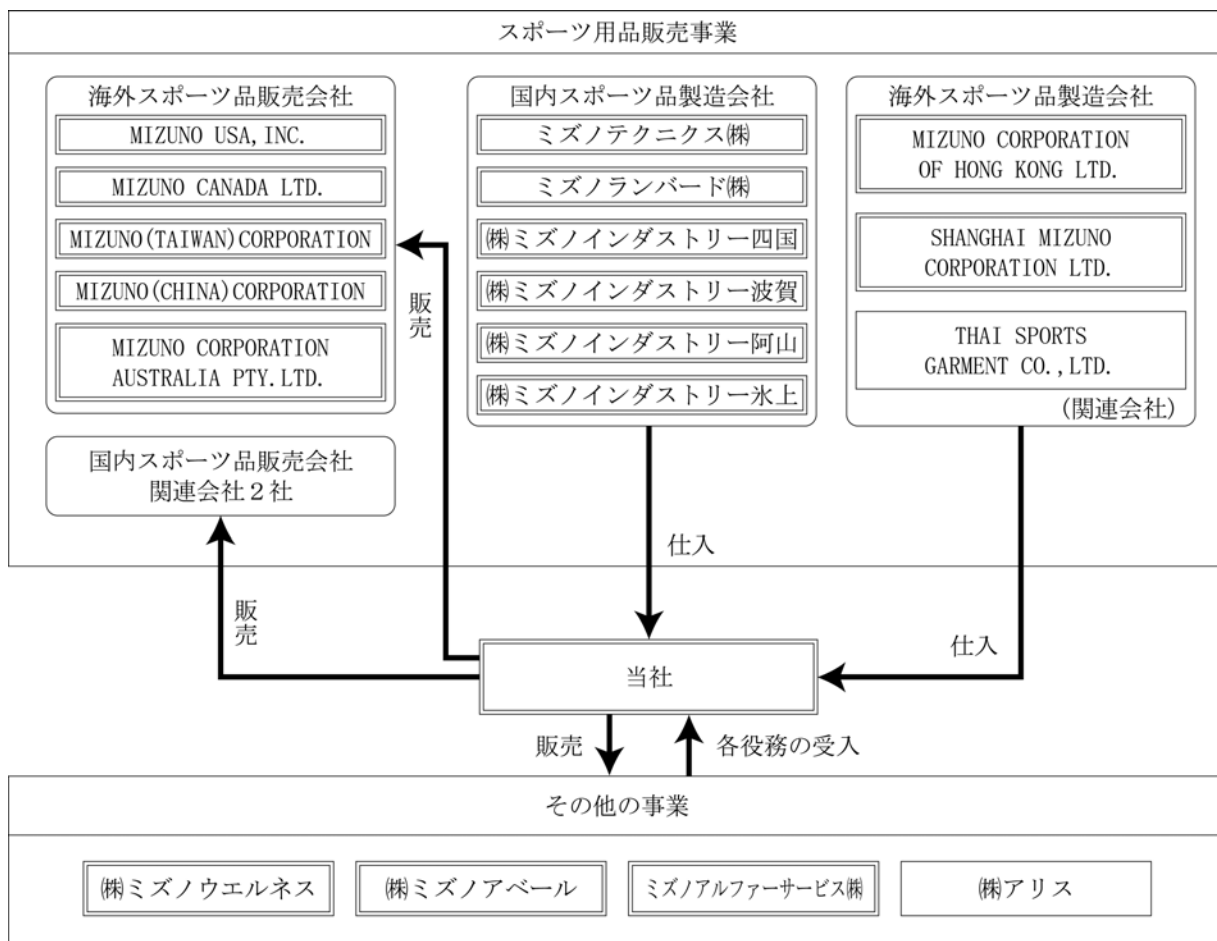 スポーツ用品販売事業
海外スポーツ品販売会社
MIZUNO USA,INC.
MIZUNO CANADA LTD.
MIZUNO(TAIWAN)CORPORATION
MIZUNO(CHINA)CORPORATION
MIZUNO CORPORATION
AUSTRALIA PTY.LTD.
国内スポーツ品販売会社
関連会社2社
国内スポーツ品製造会社
ミズノテクニクス㈱
ミズノランバード㈱
㈱ミズノインダストリー四国
㈱ミズノインダストリー波賀
㈱ミズノインダストリー阿山
㈱ミズノインダストリー氷上
海外スポーツ品製造会社
MIZUNO CORPORATION
OF HONG KONG LTD.
SHANGHAI MIZUNO
CORPORATION LTD.
THAI SPORTS
GARMENT CO.,LTD.
(関連会社)
販売
仕入
販売
仕入
当社
販売
各役務の受入
その他の事業
㈱ミズノウエルネス
㈱ミズノアベール
ミズノアルファーサービス㈱
㈱アリス